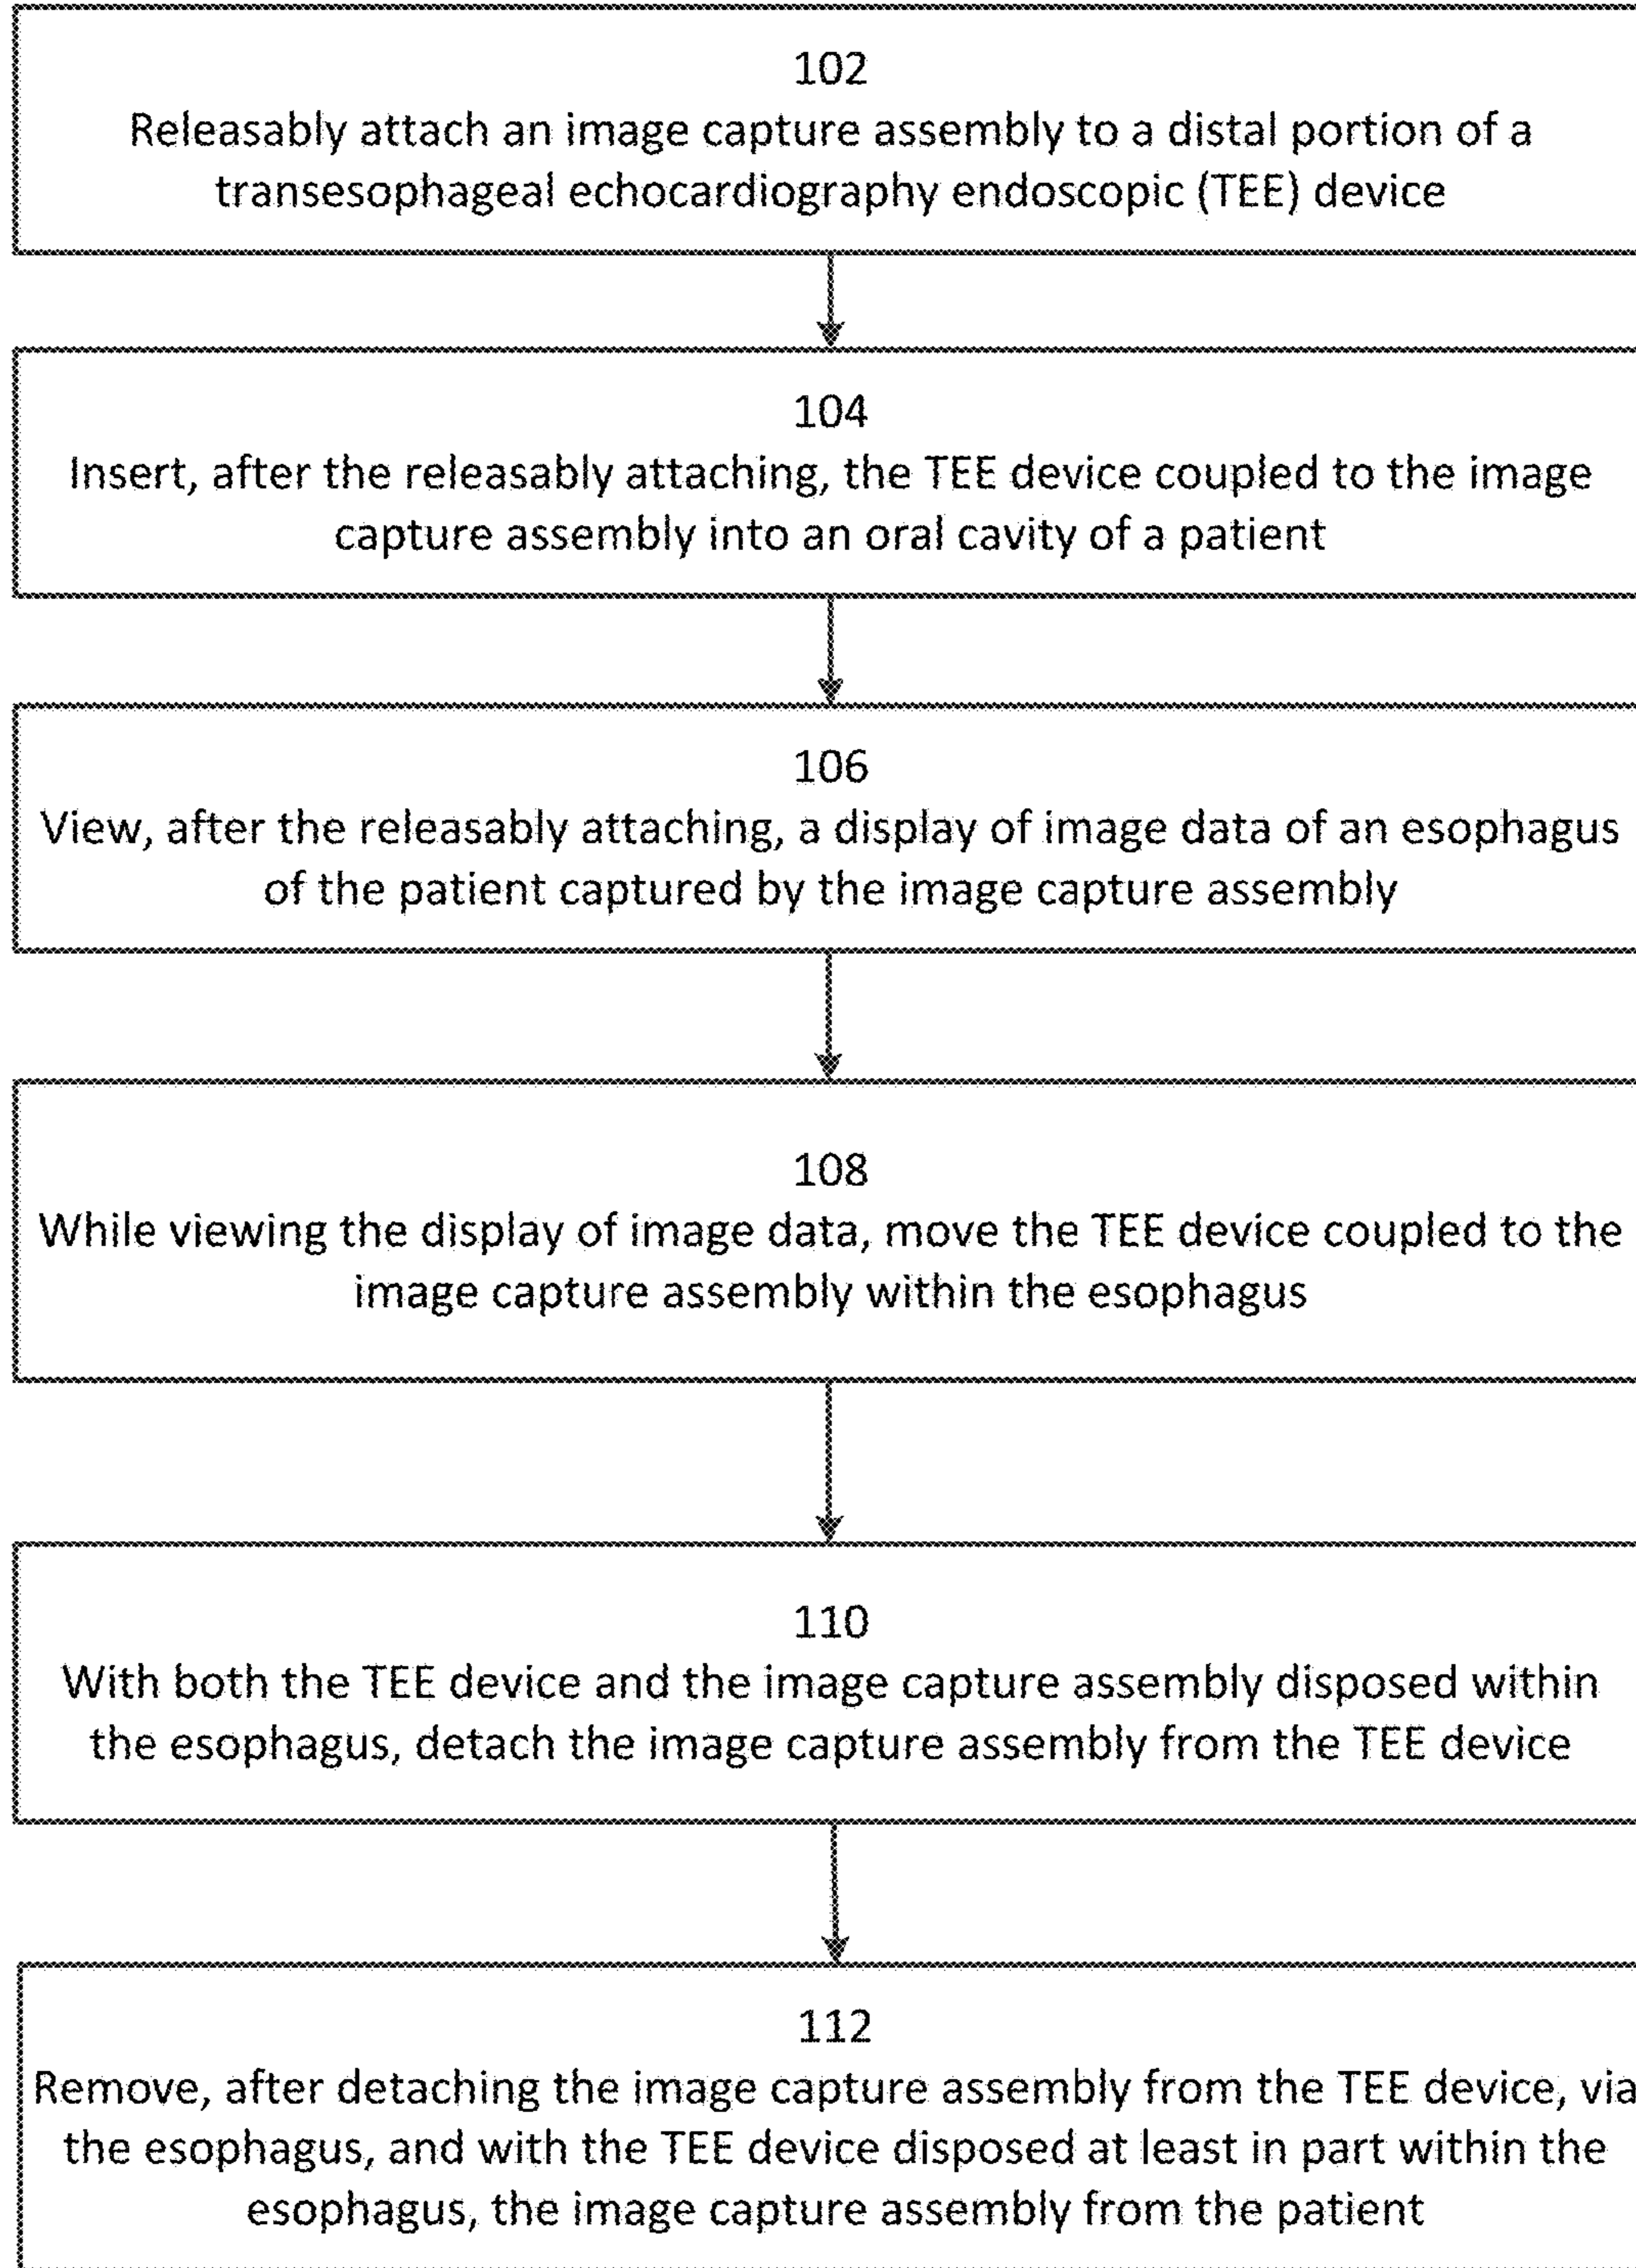 102
Releasably attach an image capture assembly to a distal portion of a
transesophageal echocardiography endoscopic (TEE) device
104
Insert, after the releasably attaching, the TEE device coupled to the image
capture assembly into an oral cavity of a patient
106
View, after the releasably attaching, a display of image data of an esophagus
of the patient captured by the image capture assembly
108
While viewing the display of image data, move the TEE device coupled to the
image capture assembly within the esophagus
110
With both the TEE device and the image capture assembly disposed within
the esophagus, detach the image capture assembly from the TEE device
112
Remove, after detaching the image capture assembly from the TEE device, via
the esophagus, and with the TEE device disposed at least in part within the
esophagus, the image capture assembly from the patient